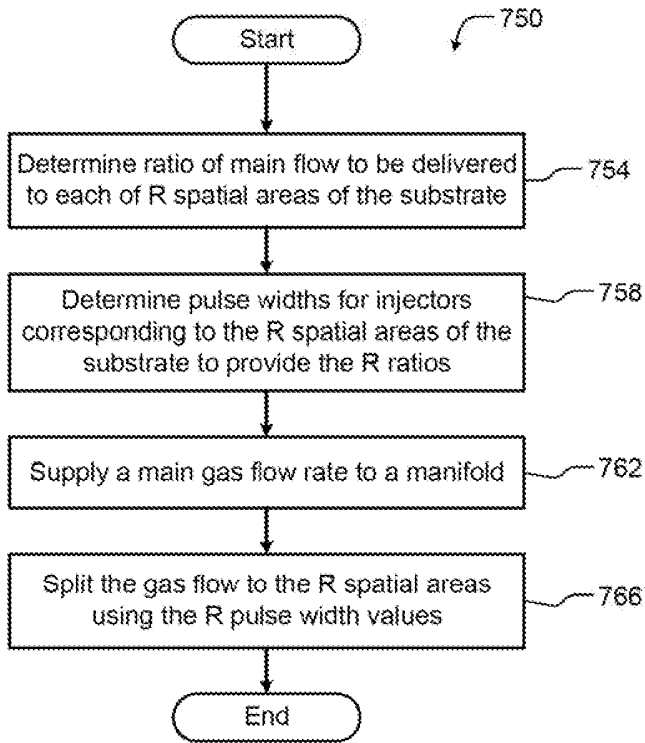 Start
750
Determine ratio of main flow to be delivered
to each of R spatial areas of the substrate
754
Determine pulse widths for injectors
corresponding to the R spatial areas of the
substrate to provide the R ratios
758
Supply a main gas flow rate to a manifold
762
Split the gas flow to the R spatial areas
using the R pulse width values
766
End